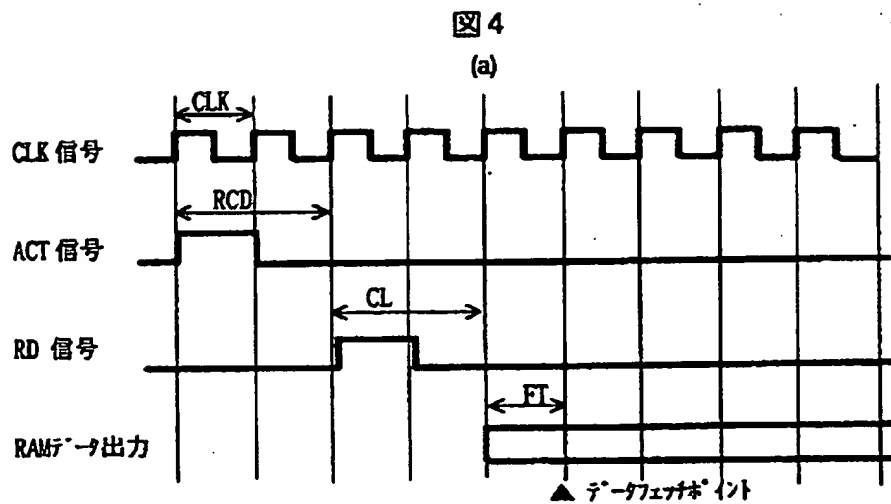 図4
(a)
CLK
CLK 信号
RCD
ACT 信号
CL
RD 信号
FT
RAMデータ出力
▲ データフェッチポイント